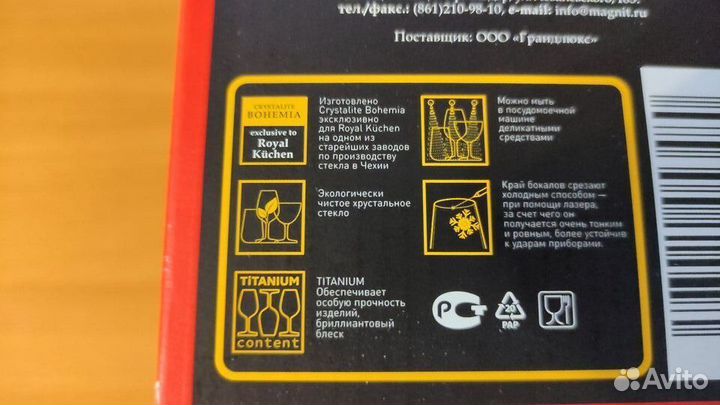 тел./факс.: (861)210-98-10, e-mail: info@magnit.ru
Поставщик: ООО «Грандлюкс»
CRYSTALITE
BOHEMIA
exclusive to
Royal
Küchen
Изготовлено
Crystalite Bohemia
эксклюзивно
для Royal Küchen
на одном из
старейших заводов
по производству
стекла в Чехии
Можно мыть
в посудомоечной
машине
деликатными
средствами
Экологически
чистое хрустальное
стекло
Край бокалов срезают
холодным способом —
при помощи лазера,
за счет чего он
получается очень тонким
и ровным, более устойчив
к ударам приборами.
TiTANIUM
content
TITANIUM
Обеспечивает
особую прочность
изделий,
бриллиантовый
блеск
РСТ
20
PAP
Avito